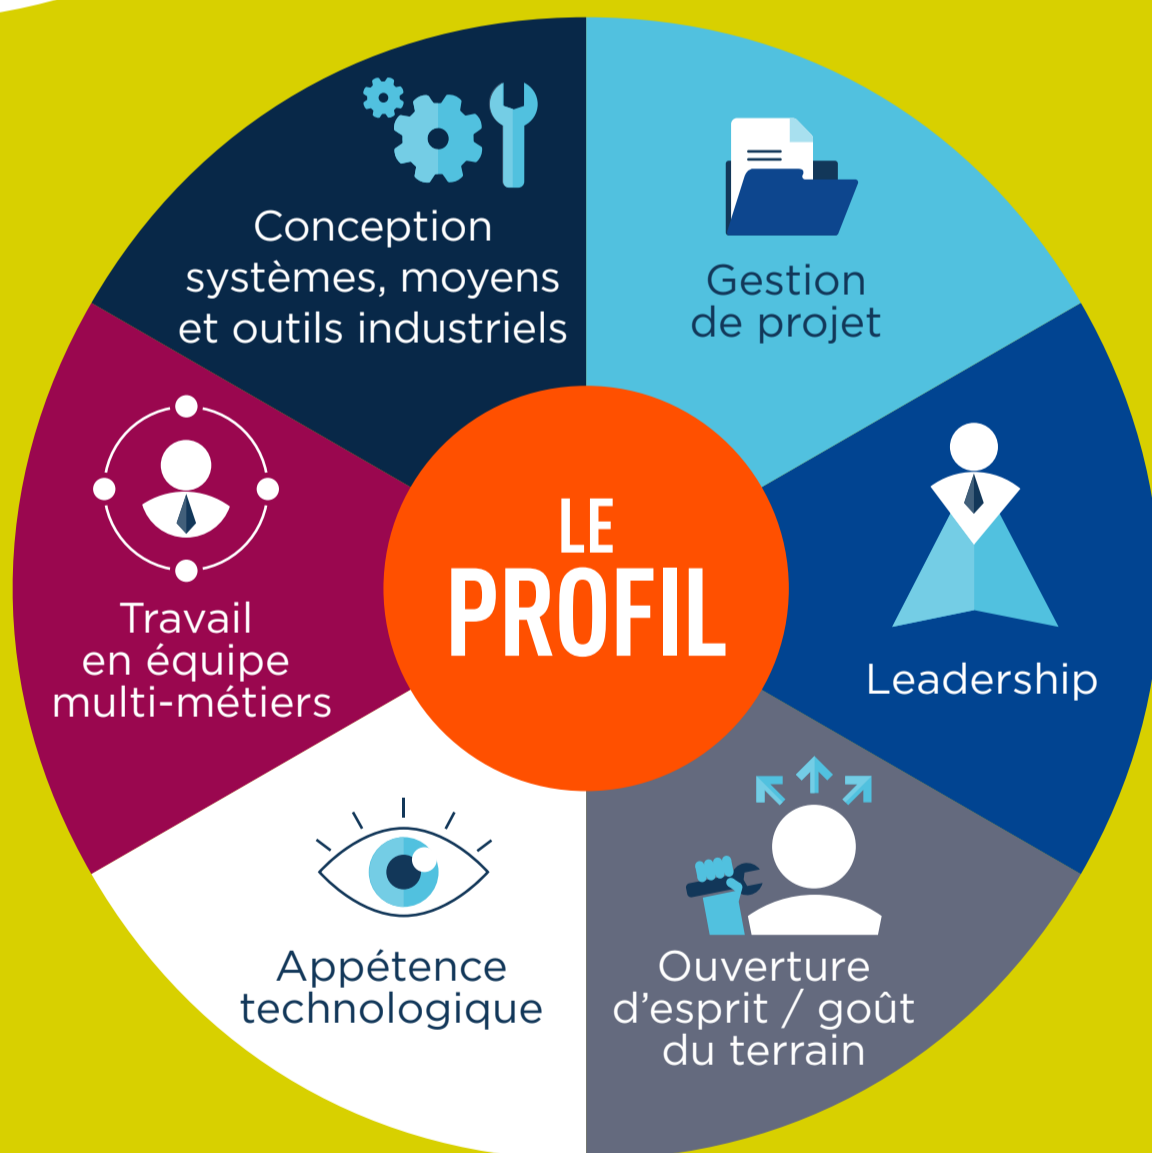 Conception
systèmes, moyens
et outils industriels
Gestion
de projet
Leadership
Ouverture
d’esprit / goût
du terrain
Appétence
technologique
Travail
en équipe
multi-métiers
LE
PROFIL